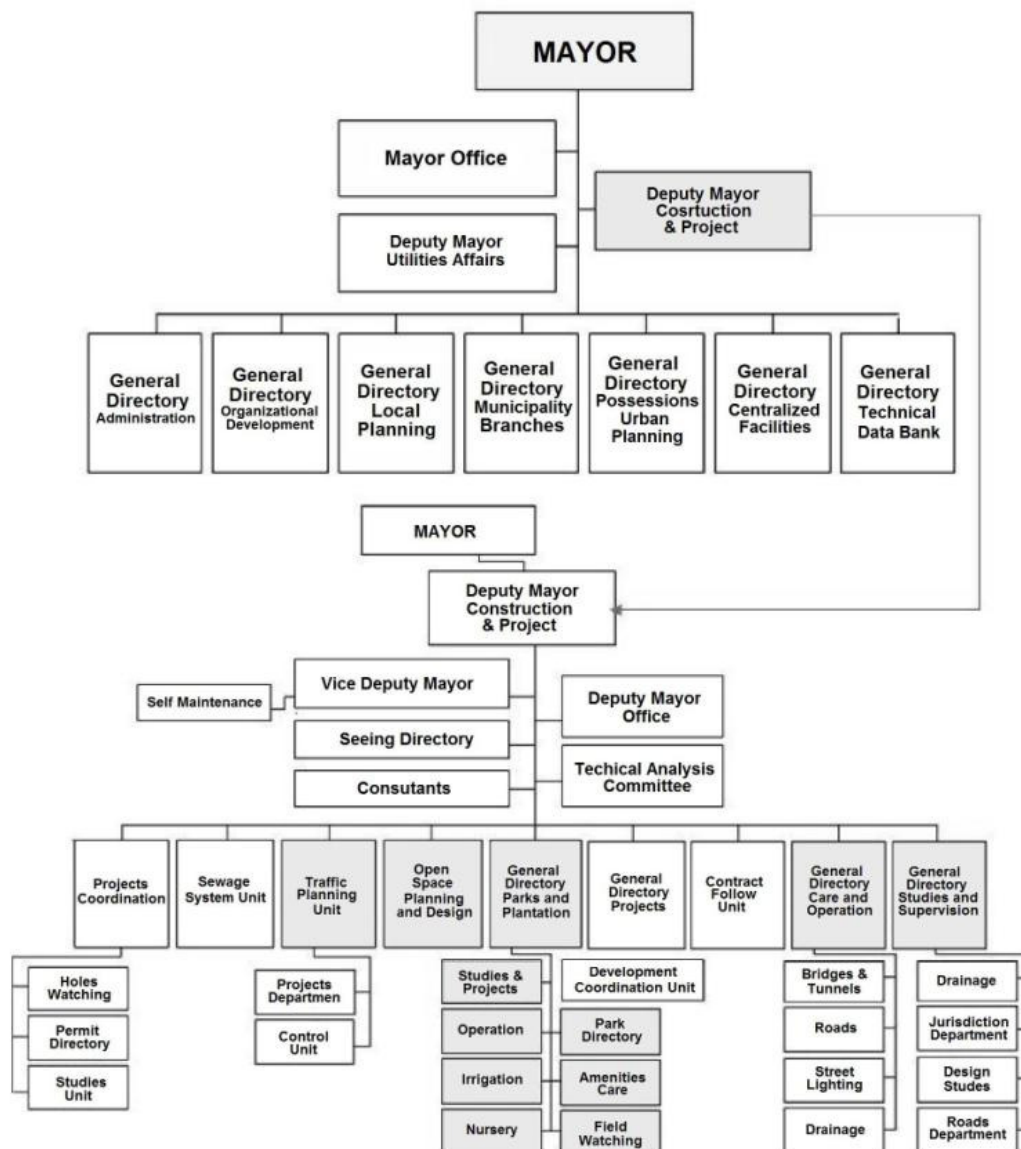 MAYOR
Mayor Office
Deputy Mayor
Cosrtuction
& Project
Deputy Mayor
Utilities Affairs
General
Directory
Administration
General
Directory
Organizational
Development
General
Directory
Local
Planning
General
Directory
Municipality
Branches
General
Directory
Possessions
Urban
Planning
General
Directory
Centralized
Facilities
General
Directory
Technical
Data Bank
MAYOR
Deputy Mayor
Construction
& Project
Vice Deputy Mayor
Self Maintenance
Deputy Mayor
Office
Seeing Directory
Techical Analysis
Committee
Consutants
Projects
Coordination
Sewage
System Unit
Traffic
Planning
Unit
Open
Space
Planning
and Design
General
Directory
Parks and
Plantation
General
Directory
Projects
Contract
Follow
Unit
General
Directory
Care and
Operation
General
Directory
Studies and
Supervision
Holes
Watching
Permit
Directory
Studies
Unit
Projects
Departmen
Control
Unit
Studies &
Projects
Operation
Irrigation
Nursery
Development
Coordination Unit
Park
Directory
Amenities
Care
Field
Watching
Bridges &
Tunnels
Roads
Street
Lighting
Drainage
Drainage
Jurisdiction
Department
Design
Studes
Roads
Department